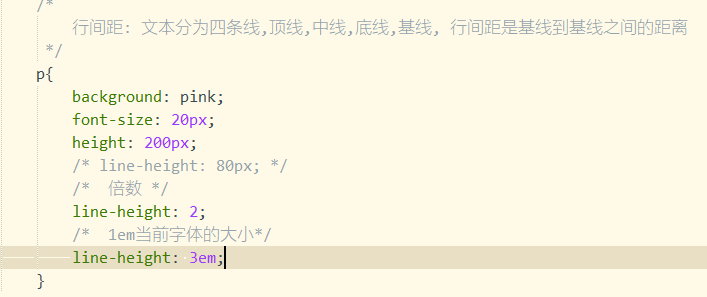 /*
行间距: 文本分为四条线,顶线,中线,底线,基线, 行间距是基线到基线之间的距离
*/
p{
background: pink;
font-size: 20px;
height: 200px;
/* line-height: 80px; */
/* 倍数 */
line-height: 2;
/* 1em当前字体的大小*/
line-height: 3em;
}